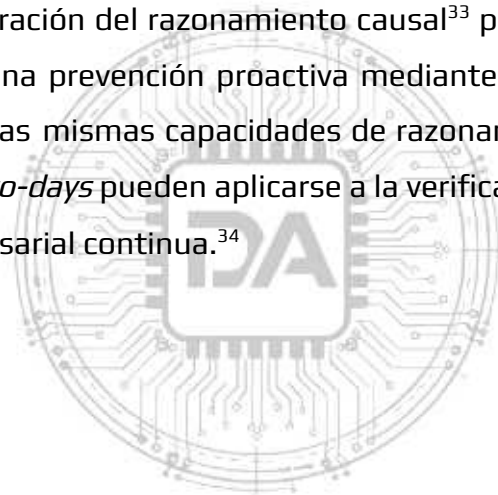 ración del razonamiento causal³³ p
na prevención proactiva mediante
as mismas capacidades de razonar
o-days pueden aplicarse a la verifica
sarial continua.³⁴
IDA